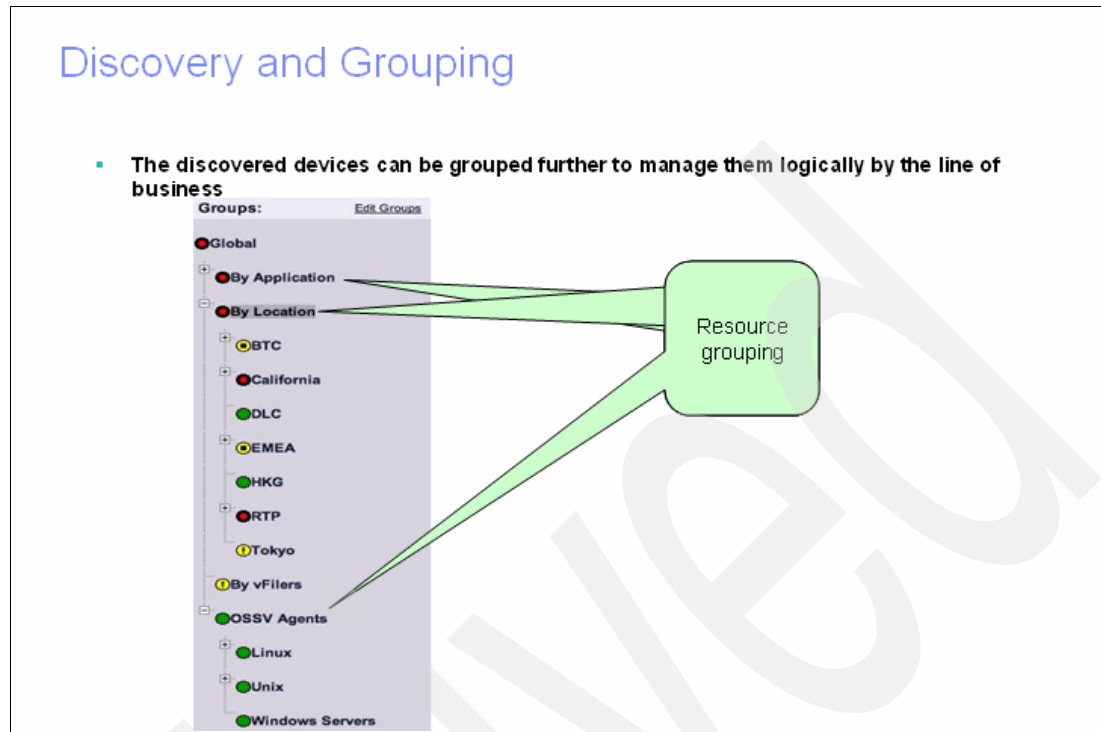 Discovery and Grouping
The discovered devices can be grouped further to manage them logically by the line of
business
Groups: Edit Groups
Global
By Application
By Location
BTC
California
DLC
EMEA
HKG
RTP
Tokyo
By vFilers
OSSV Agents
Linux
Unix
Windows Servers
Resource
grouping